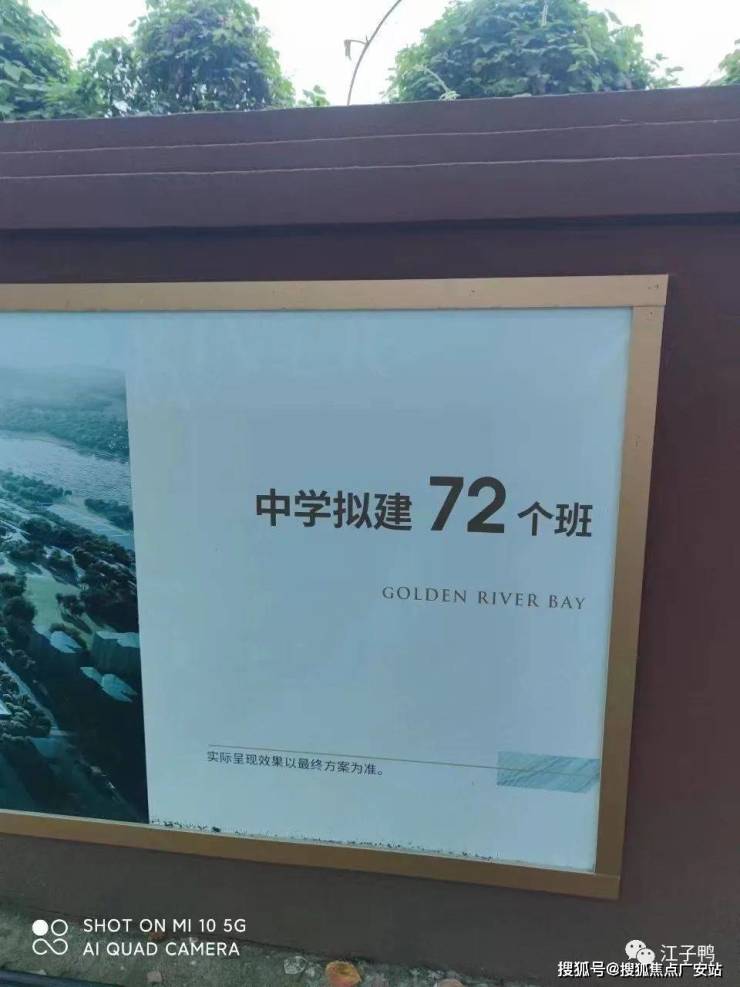 中学拟建 72 个班
GOLDEN RIVER BAY
实际呈现效果以最终方案为准。
SHOT ON MI 10 5G
AI QUAD CAMERA
江子鸭
搜狐号@搜狐焦点广安站